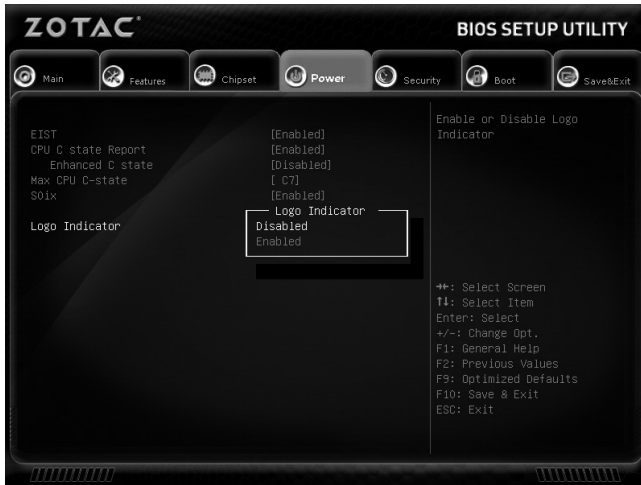 ZOTAC
BIOS SETUP UTILITY
Main
Features
Chipset
Power
Security
Boot
Save&Exit
EIST [Enabled]
CPU C state Report [Enabled]
Enhanced C state [Disabled]
Max CPU C-state [ C7]
S0ix [Enabled]
Logo Indicator
Logo Indicator
Disabled
Enabled
Enable or Disable Logo
Indicator
→←: Select Screen
↑↓: Select Item
Enter: Select
+/-: Change Opt.
F1: General Help
F2: Previous Values
F9: Optimized Defaults
F10: Save & Exit
ESC: Exit